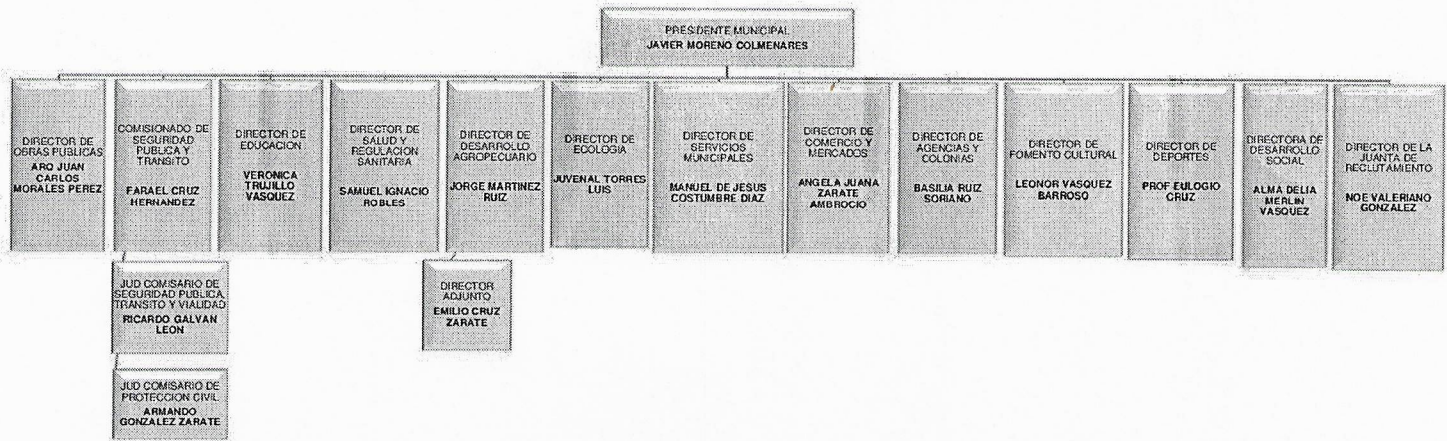 PRESIDENTE MUNICIPAL
JAVIER MORENO COLMENARES
DIRECTOR DE
OBRAS PUBLICAS
ARO JUAN
CARLOS
MORALES PEREZ
COMISIONADO DE
SEGURIDAD
PUBLICA Y
TRANSITO
FARAEL CRUZ
HERNANDEZ
DIRECTOR DE
EDUCACION
VERONICA
TRUJILLO
VASQUEZ
DIRECTOR DE
SALUD Y
REGULACION
SANITARIA
SAMUEL IGNACIO
ROBLES
DIRECTOR DE
DESARROLLO
AGROPECUARIO
JORGE MARTINEZ
RUIZ
DIRECTOR DE
ECOLOGIA
JUVENAL TORRES
LUIS
DIRECTOR DE
SERVICIOS
MUNICIPALES
MANUEL DE JESUS
COSTUMBRE DIAZ
DIRECTOR DE
COMERCIO Y
MERCADOS
ANGELA JUANA
ZARATE
AMBROCIO
DIRECTOR DE
AGENCIAS Y
COLONIAS
BASILIA RUIZ
SORIANO
DIRECTOR DE
FOMENTO CULTURAL
LEONOR VASQUEZ
BARROSO
DIRECTOR DE
DEPORTES
PROF EULOGIO
CRUZ
DIRECTORA DE
DESARROLLO
SOCIAL
ALMA DELIA
MERLIN
VASQUEZ
DIRECTOR DE LA
JUANTA DE
RECLUTAMIENTO
NOE VALERIANO
GONZALEZ
JUD COMISARIO DE
SEGURIDAD PUBLICA,
TRANSITO Y VIALIDAD
RICARDO GALVAN
LEON
DIRECTOR
ADJUNTO
EMILIO CRUZ
ZARATE
JUD COMISARIO DE
PROTECCION CIVIL
ARMANDO
GONZALEZ ZARATE